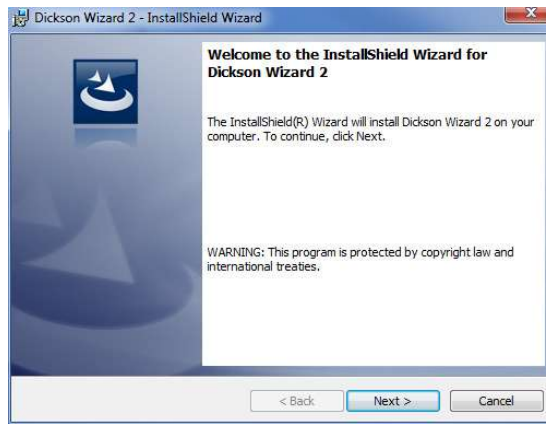 Dickson Wizard 2 - InstallShield Wizard
Welcome to the InstallShield Wizard for
Dickson Wizard 2
The InstallShield(R) Wizard will install Dickson Wizard 2 on your
computer. To continue, click Next.
WARNING: This program is protected by copyright law and
international treaties.
< Back Next > Cancel